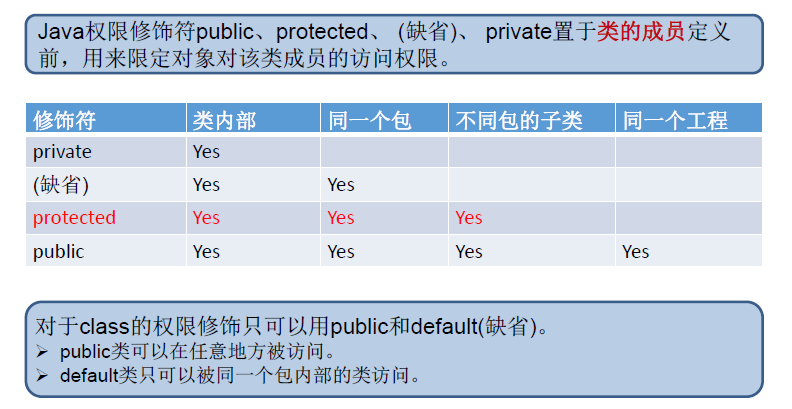 Java权限修饰符public、protected、 (缺省)、 private置于类的成员定义
前，用来限定对象对该类成员的访问权限。
修饰符 类内部 同一个包 不同包的子类 同一个工程
private Yes
(缺省) Yes Yes
protected Yes Yes Yes
public Yes Yes Yes Yes
对于class的权限修饰只可以用public和default(缺省)。
➢ public类可以在任意地方被访问。
➢ default类只可以被同一个包内部的类访问。